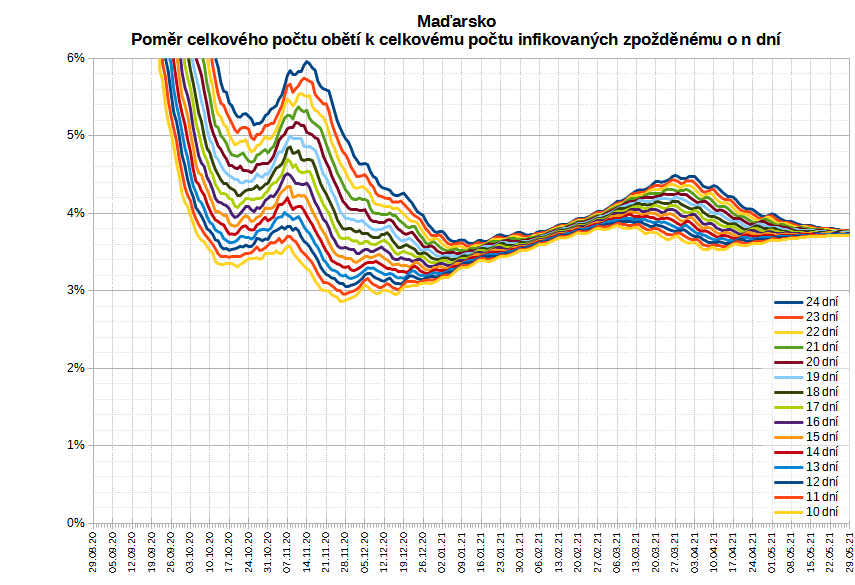 Maďarsko
Poměr celkového počtu obětí k celkovému počtu infikovaných zpožděnému o n dní
6%
5%
4%
3%
2%
1%
0%
24 dní
23 dní
22 dní
21 dní
20 dní
19 dní
18 dní
17 dní
16 dní
15 dní
14 dní
13 dní
12 dní
11 dní
10 dní
29.08.20
05.09.20
12.09.20
19.09.20
26.09.20
03.10.20
10.10.20
17.10.20
24.10.20
31.10.20
07.11.20
14.11.20
21.11.20
28.11.20
05.12.20
12.12.20
19.12.20
26.12.20
02.01.21
09.01.21
16.01.21
23.01.21
30.01.21
06.02.21
13.02.21
20.02.21
27.02.21
06.03.21
13.03.21
20.03.21
27.03.21
03.04.21
10.04.21
17.04.21
24.04.21
01.05.21
08.05.21
15.05.21
22.05.21
29.05.21